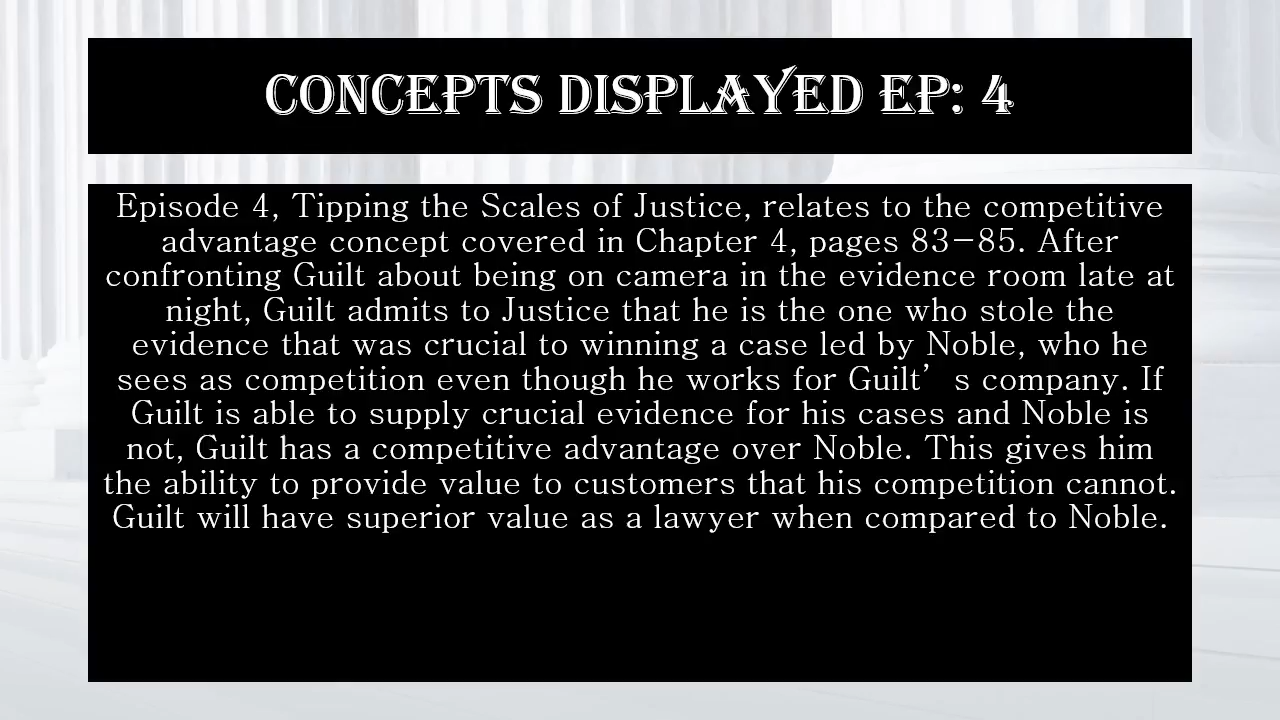 CONCEPTS DISPLAYED EP: 4
Episode 4, Tipping the Scales of Justice, relates to the competitive
advantage concept covered in Chapter 4, pages 83–85. After
confronting Guilt about being on camera in the evidence room late at
night, Guilt admits to Justice that he is the one who stole the
evidence that was crucial to winning a case led by Noble, who he
sees as competition even though he works for Guilt’s company. If
Guilt is able to supply crucial evidence for his cases and Noble is
not, Guilt has a competitive advantage over Noble. This gives him
the ability to provide value to customers that his competition cannot.
Guilt will have superior value as a lawyer when compared to Noble.